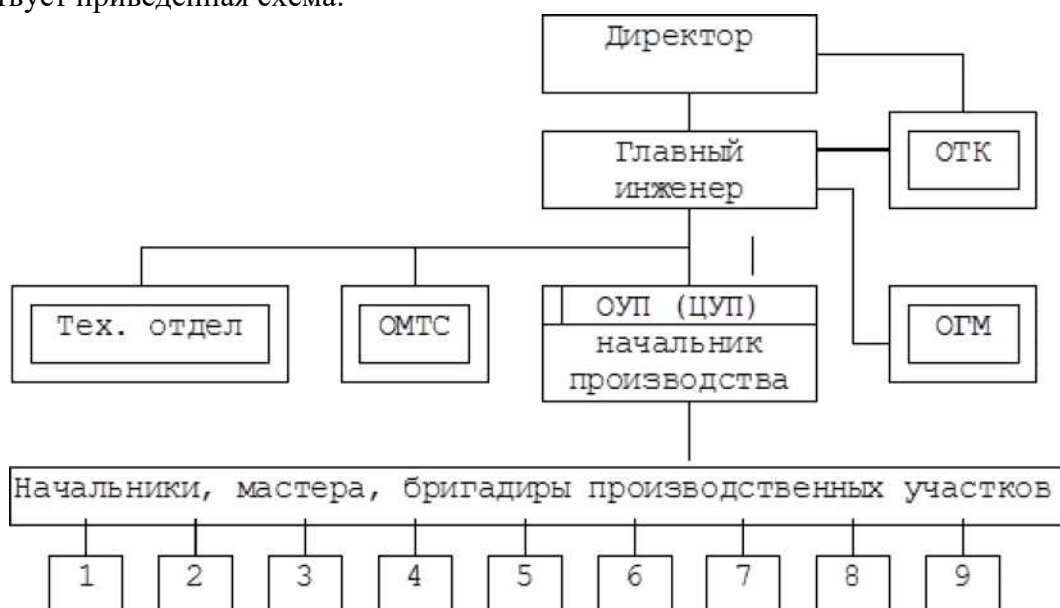 твует приведенная схема:
Директор
Главный
инженер
ОТК
Тех. отдел
ОМТС
ОУП (ЦУП)
начальник
производства
ОГМ
Начальники, мастера, бригадиры производственных участков
1 2 3 4 5 6 7 8 9